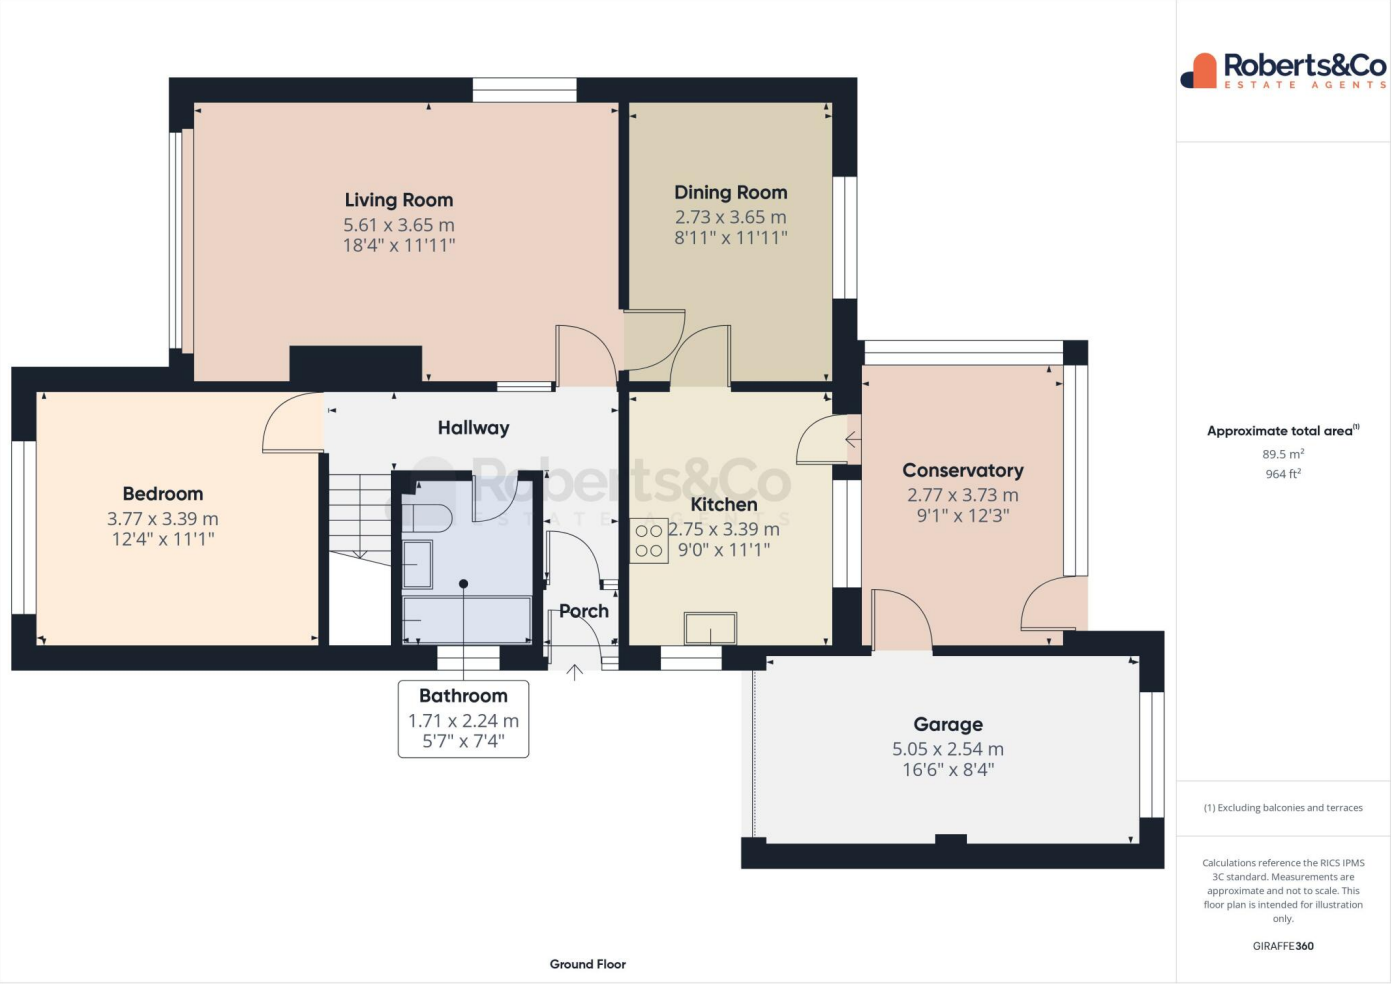 Roberts&Co
ESTATE AGENTS
Living Room
5.61 x 3.65 m
18'4" x 11'11"
Dining Room
2.73 x 3.65 m
8'11" x 11'11"
Hallway
Bedroom
3.77 x 3.39 m
12'4" x 11'1"
Roberts&Co
ESTATE AGENTS
Kitchen
2.75 x 3.39 m
9'0" x 11'1"
Conservatory
2.77 x 3.73 m
9'1" x 12'3"
Porch
Bathroom
1.71 x 2.24 m
5'7" x 7'4"
Garage
5.05 x 2.54 m
16'6" x 8'4"
Ground Floor
Approximate total area(1)
89.5 m²
964 ft²
(1) Excluding balconies and terraces
Calculations reference the RICS IPMS
3C standard. Measurements are
approximate and not to scale. This
floor plan is intended for illustration
only.
GIRAFFE360